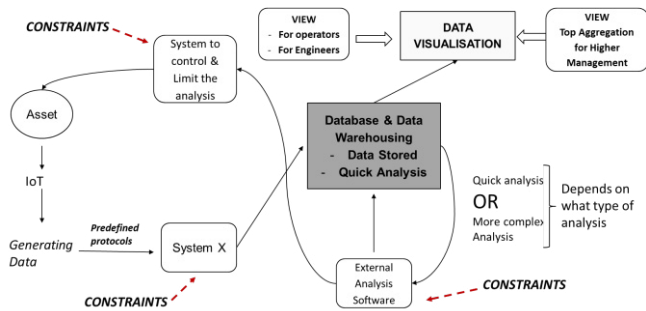 CONSTRAINTS
System to
control &
Limit the
analysis
VIEW
- For operators
- For Engineers
DATA
VISUALISATION
VIEW
Top Aggregation
for Higher
Management
Asset
Database & Data
Warehousing
- Data Stored
- Quick Analysis
IoT
Quick analysis
OR
More complex
Analysis
Depends on
what type of
analysis
Predefined
protocols
Generating
Data
System X
External
Analysis
Software
CONSTRAINTS
CONSTRAINTS